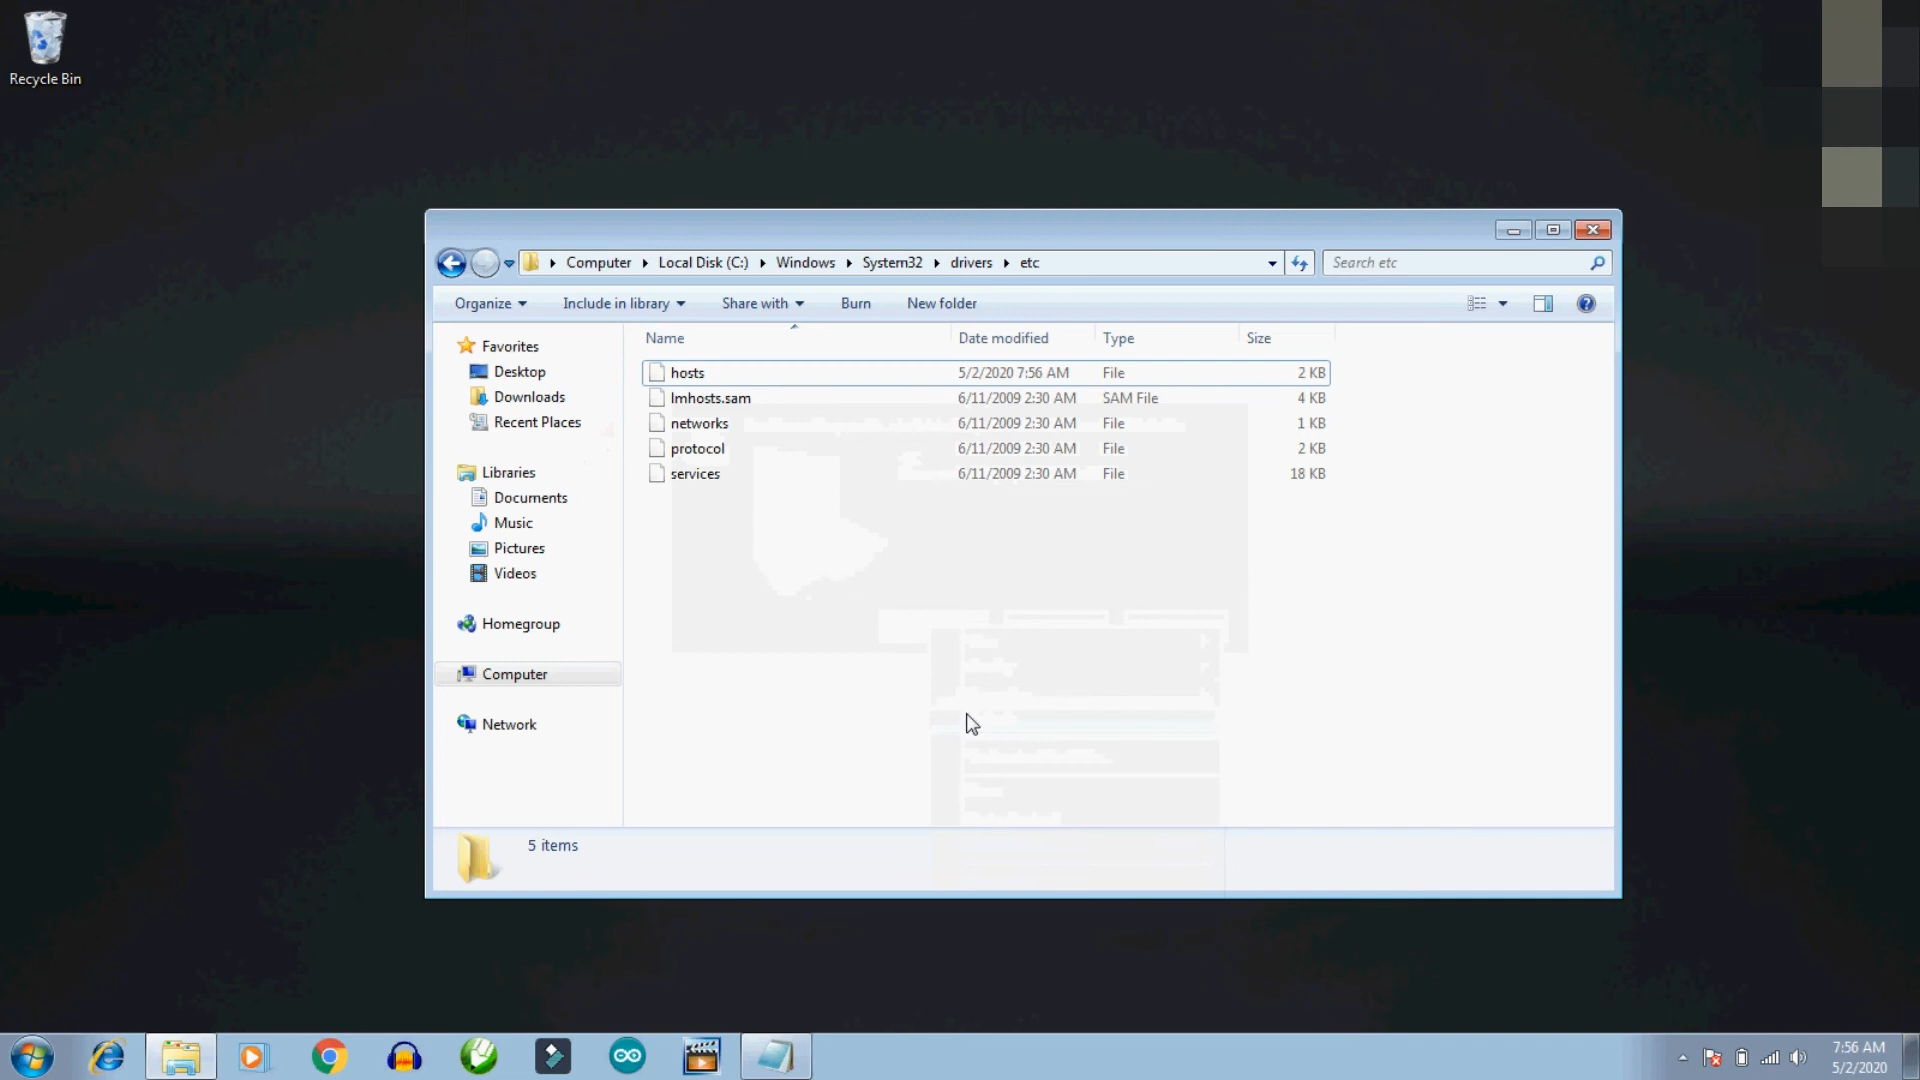 Recycle Bin
Computer Local Disk (C:) Windows System32 drivers etc
Search etc
Organize Include in library Share with Burn New folder
Name Date modified Type Size
Favorites
Desktop
Downloads
Recent Places
Libraries
Documents
Music
Pictures
Videos
Homegroup
Computer
Network
hosts 5/2/2020 7:56 AM File 2 KB
lmhosts.sam 6/11/2009 2:30 AM SAM File 4 KB
networks 6/11/2009 2:30 AM File 1 KB
protocol 6/11/2009 2:30 AM File 2 KB
services 6/11/2009 2:30 AM File 18 KB
5 items
7:56 AM
5/2/2020